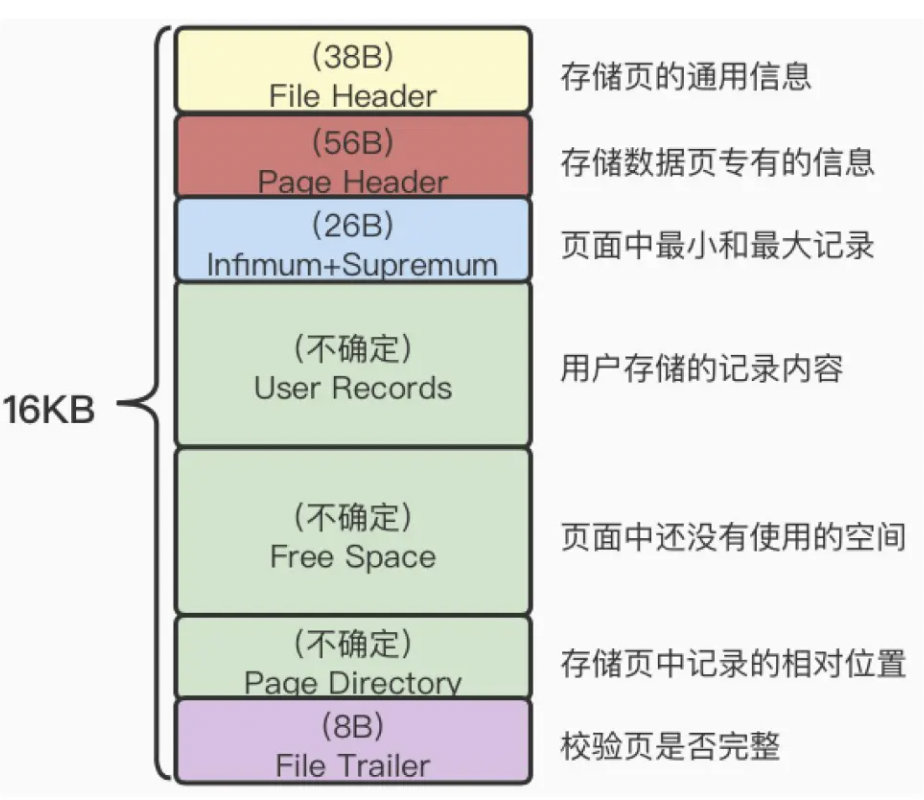 (38B)
File Header
存储页的通用信息
(56B)
Page Header
存储数据页专有的信息
(26B)
Infimum+Supremum
页面中最小和最大记录
(不确定)
User Records
用户存储的记录内容
16KB
(不确定)
Free Space
页面中还没有使用的空间
(不确定)
Page Directory
存储页中记录的相对位置
(8B)
File Trailer
校验页是否完整